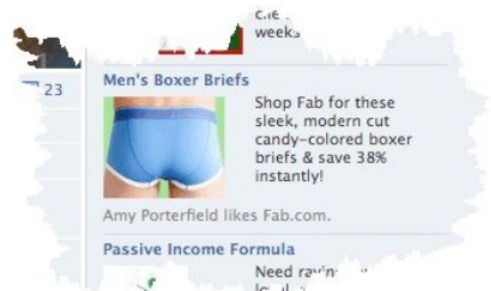 weeks
23
Men's Boxer Briefs
Shop Fab for these
sleek, modern cut
candy-colored boxer
briefs & save 38%
instantly!
Amy Porterfield likes Fab.com.
Passive Income Formula
Need